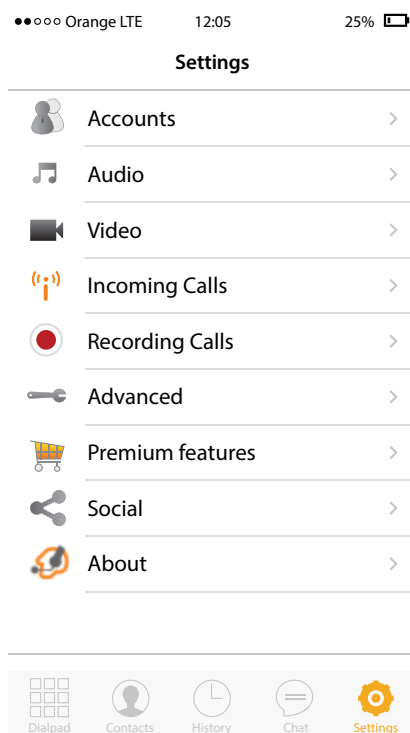 Orange LTE 12:05 25%
Settings
Accounts
Audio
Video
Incoming Calls
Recording Calls
Advanced
Premium features
Social
About
Dialpad Contacts History Chat Settings